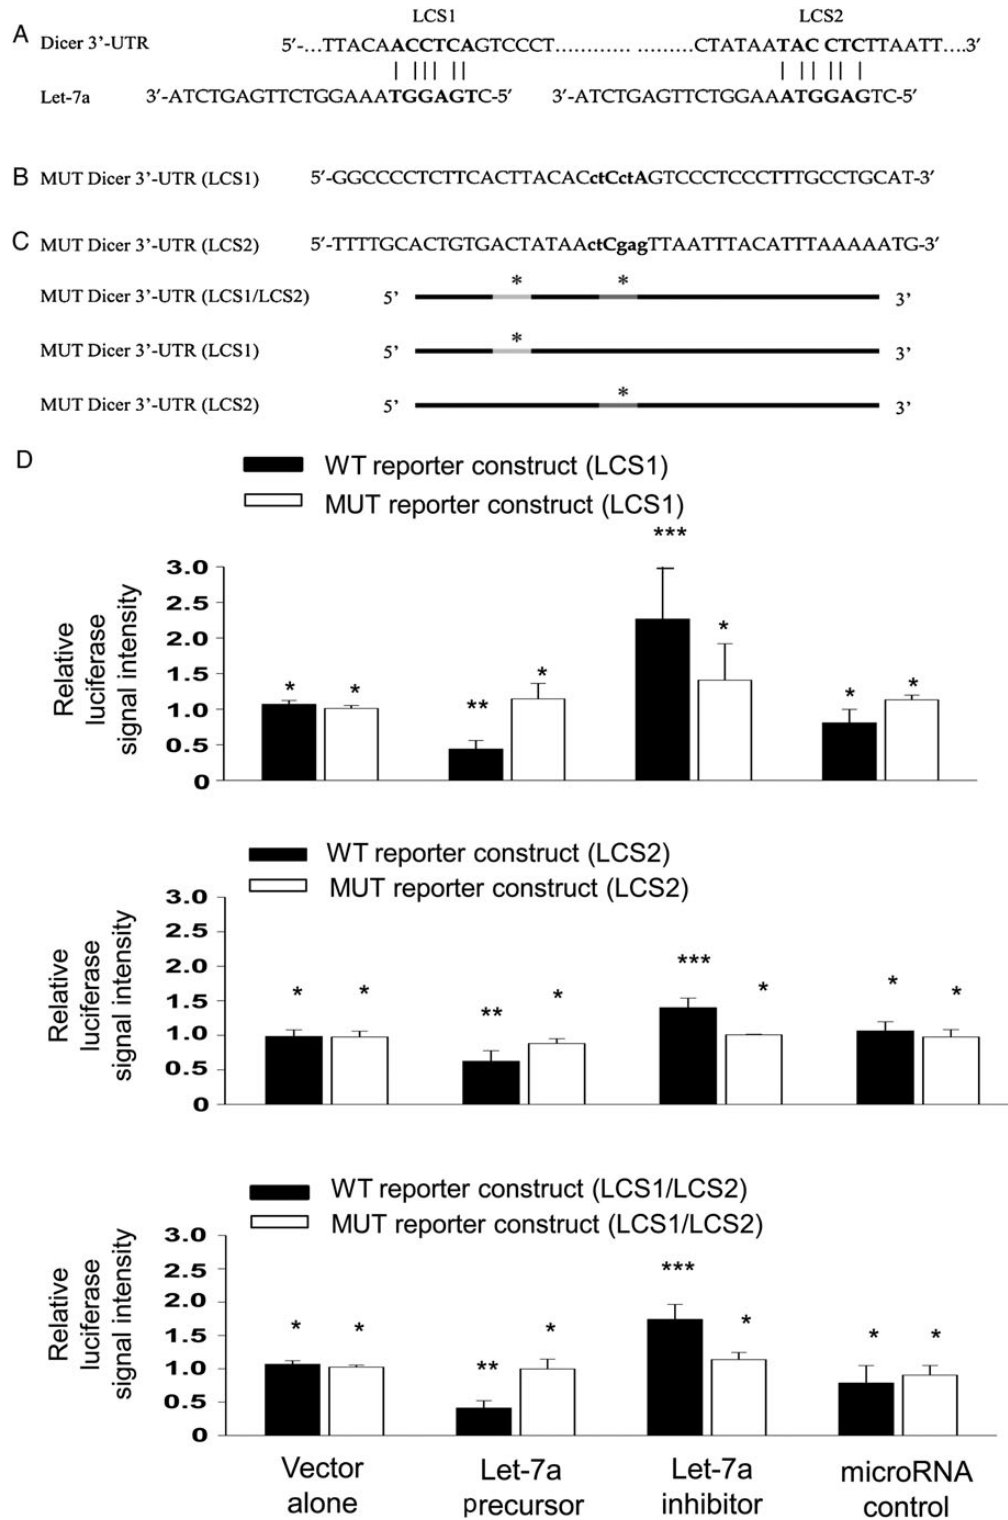 LCS1 LCS2
A Dicer 3’-UTR 5’-…TTACAACCTCAGTCCCT………… ………CTATAATAC CTCTTAATT….3’
Let-7a 3’-ATCTGAGTTCTGGAAATGGAGTC-5’ 3’-ATCTGAGTTCTGGAAATGGAGTC-5’
B MUT Dicer 3’-UTR (LCS1) 5’-GGCCCCTCTTCACTTACACctCctAGTCCCTCCCTTTGCCTGCAT-3’
C MUT Dicer 3’-UTR (LCS2) 5’-TTTTGCACTGTGACTATAActCgagTTAATTTACATTTAAAAATG-3’
* *
MUT Dicer 3’-UTR (LCS1/LCS2) 5’ 3’
*
MUT Dicer 3’-UTR (LCS1) 5’ 3’
*
MUT Dicer 3’-UTR (LCS2) 5’ 3’
D
WT reporter construct (LCS1)
MUT reporter construct (LCS1)
Relative
luciferase
signal intensity
3.0
2.5
2.0
1.5
1.0
0.5
0
* * ** * *** * * *
WT reporter construct (LCS2)
MUT reporter construct (LCS2)
Relative
luciferase
signal intensity
3.0
2.5
2.0
1.5
1.0
0.5
0
* * ** * *** * * *
WT reporter construct (LCS1/LCS2)
MUT reporter construct (LCS1/LCS2)
Relative
luciferase
signal intensity
3.0
2.5
2.0
1.5
1.0
0.5
0
* * ** * *** * * *
Vector alone
Let-7a precursor
Let-7a inhibitor
microRNA control